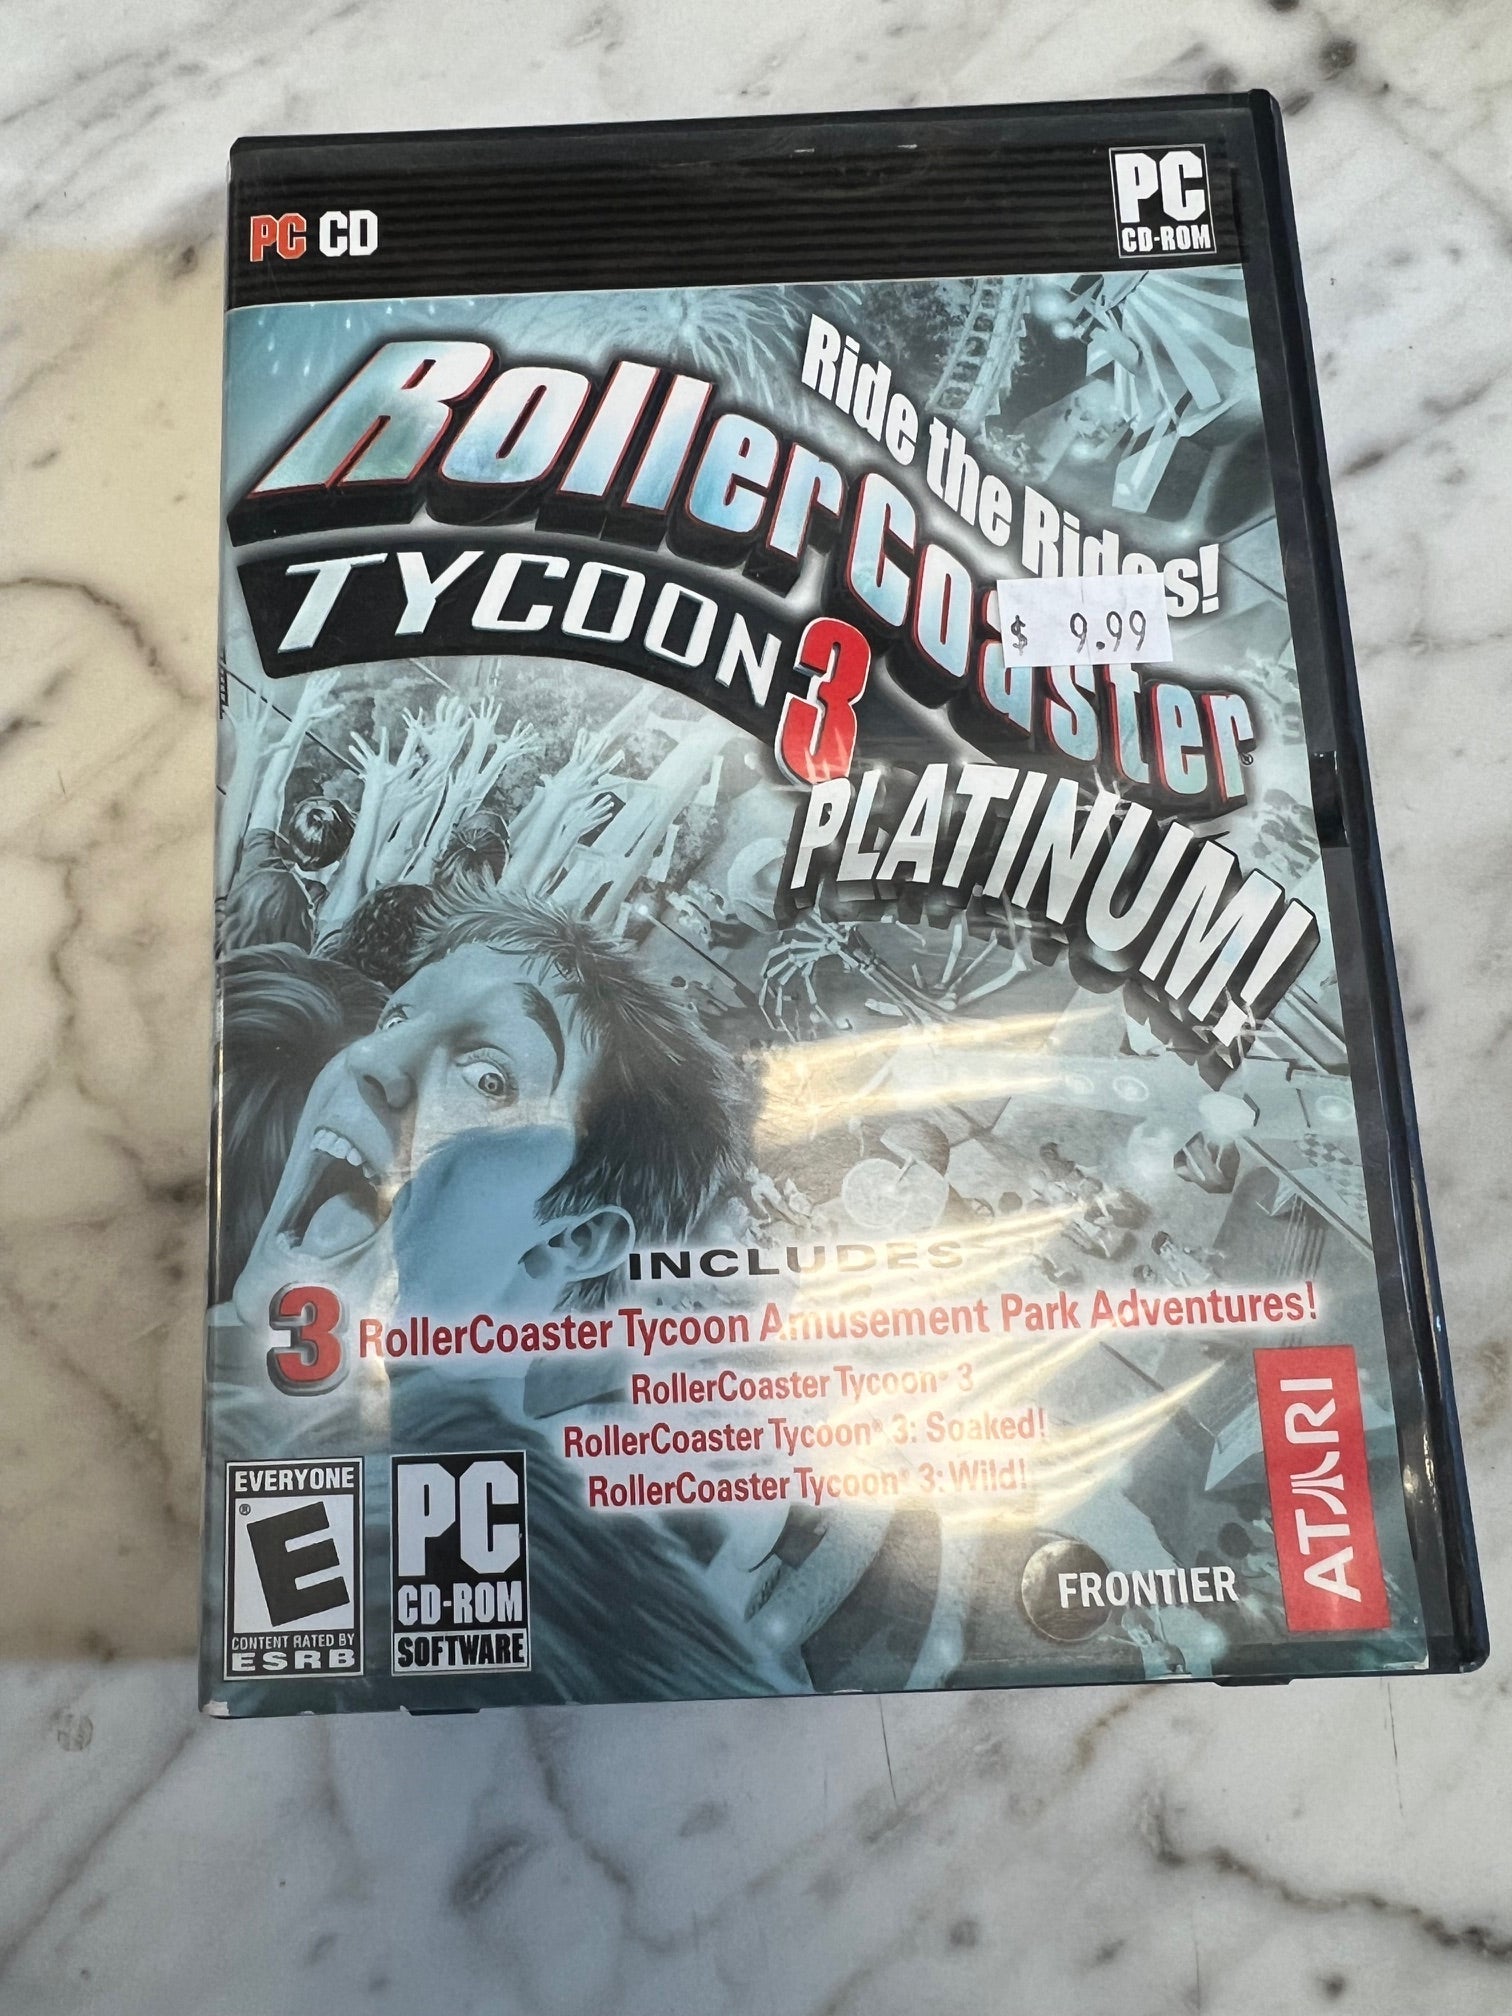 PC CD
PC
CD-ROM
Ride the Rides!
RollerCoaster®
TYCOON 3
$ 9.99
PLATINUM!
INCLUDES
3 RollerCoaster Tycoon Amusement Park Adventures!
RollerCoaster Tycoon® 3
RollerCoaster Tycoon® 3: Soaked!
RollerCoaster Tycoon® 3: Wild!
EVERYONE
E®
CONTENT RATED BY
ESRB
PC
CD-ROM
SOFTWARE
FRONTIER
ATARI